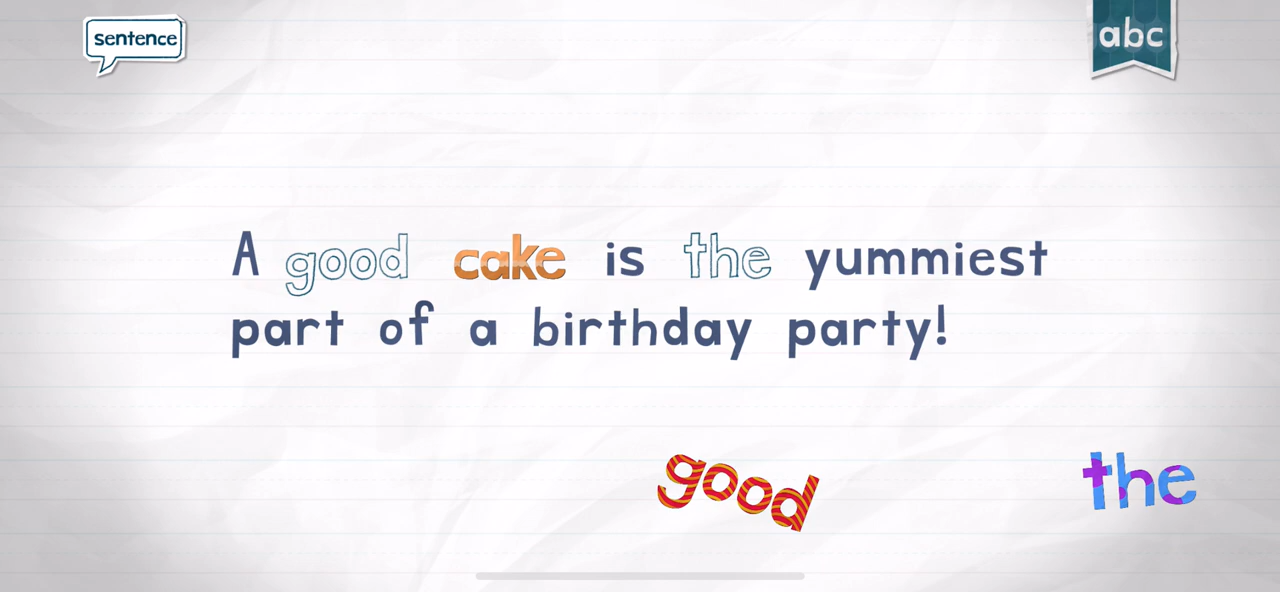 sentence
abc
A good cake is the yummiest
part of a birthday party!
good
the